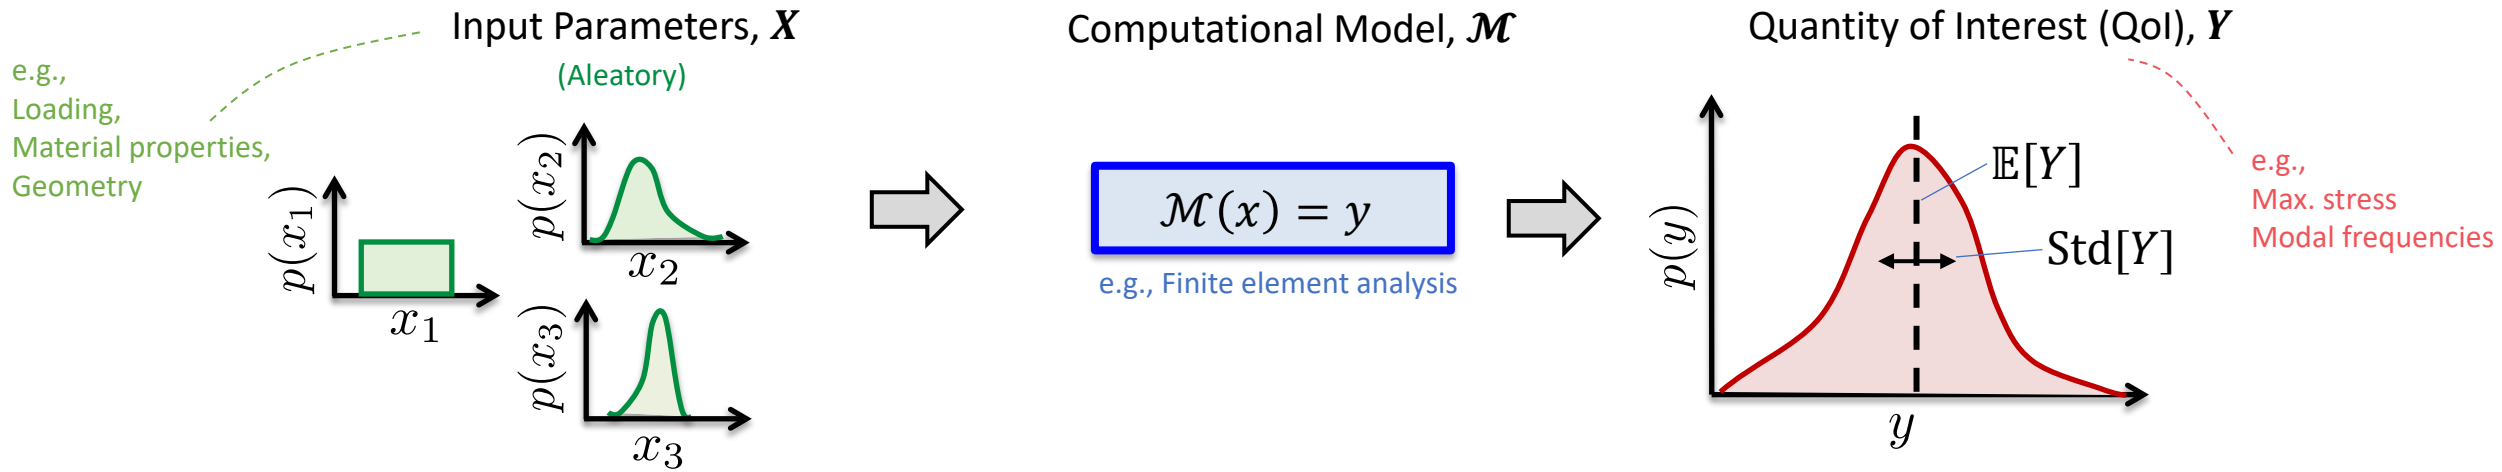 Input Parameters, X
(Aleatory)
e.g.,
Loading,
Material properties,
Geometry
p(x₁)
x₁
p(x₂)
x₂
p(x₃)
x₃
Computational Model, ℳ
ℳ(x) = y
e.g., Finite element analysis
Quantity of Interest (QoI), Y
p(y)
y
𝔼[Y]
Std[Y]
e.g.,
Max. stress
Modal frequencies